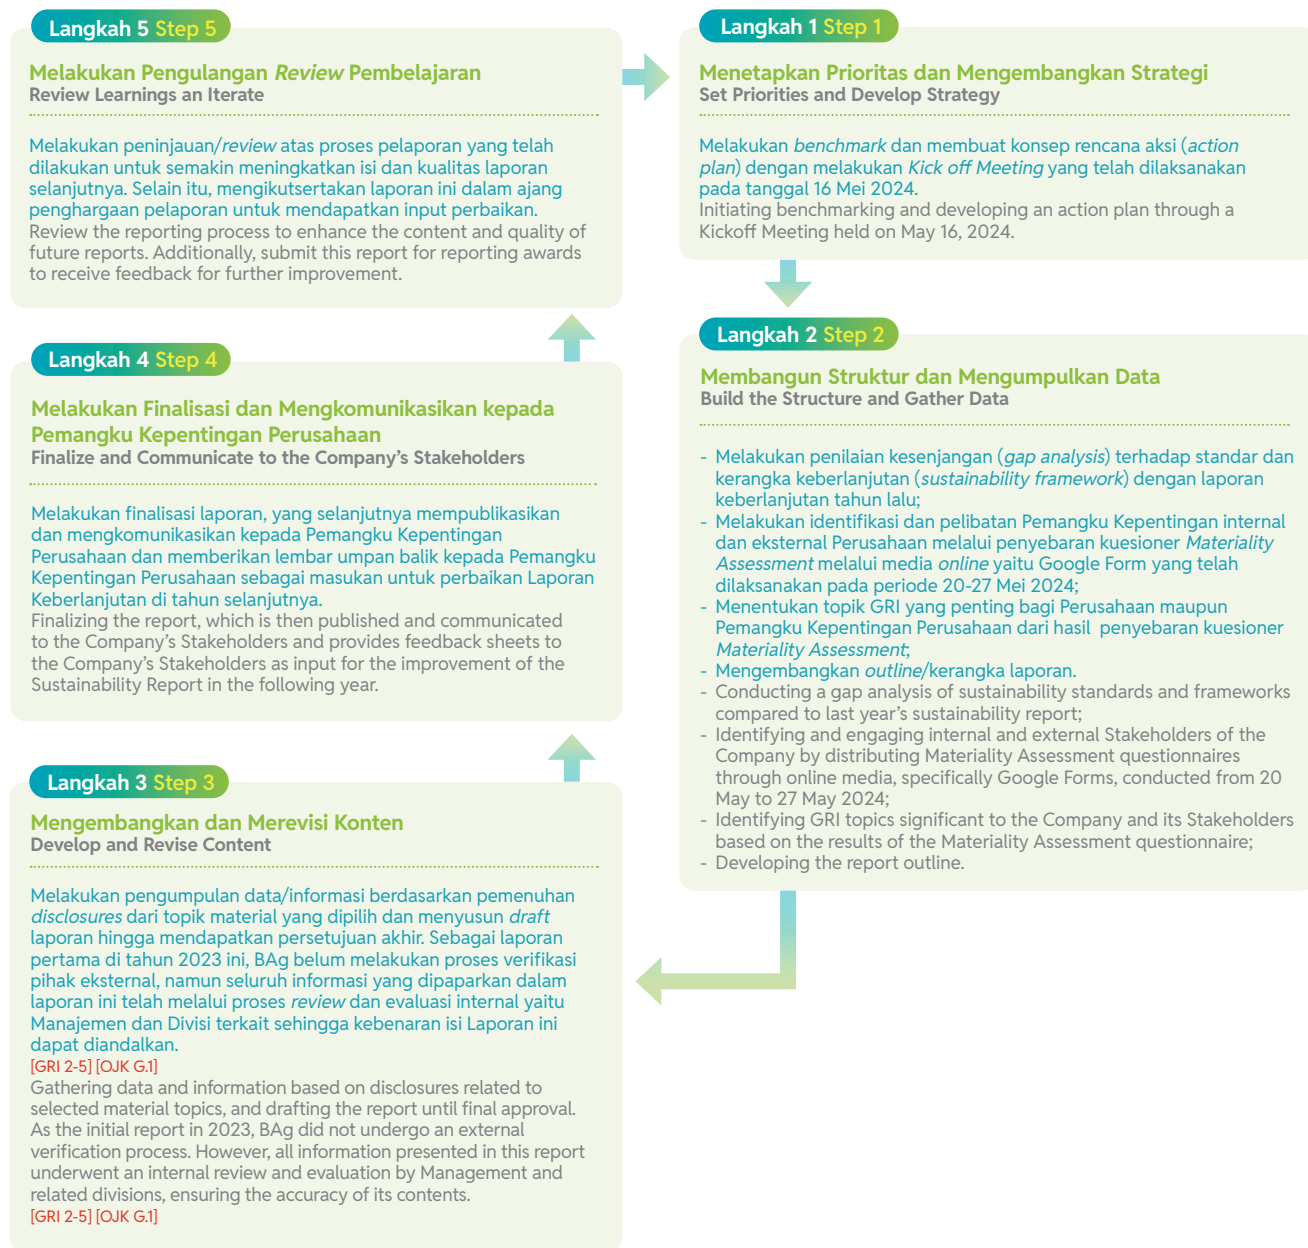 Langkah 1 Step 1
Menetapkan Prioritas dan Mengembangkan Strategi
Set Priorities and Develop Strategy
Melakukan benchmark dan membuat konsep rencana aksi (action
plan) dengan melakukan Kick off Meeting yang telah dilaksanakan
pada tanggal 16 Mei 2024.
Initiating benchmarking and developing an action plan through a
Kickoff Meeting held on May 16, 2024.
Langkah 2 Step 2
Membangun Struktur dan Mengumpulkan Data
Build the Structure and Gather Data
- Melakukan penilaian kesenjangan (gap analysis) terhadap standar dan
kerangka keberlanjutan (sustainability framework) dengan laporan
keberlanjutan tahun lalu;
- Melakukan identifikasi dan pelibatan Pemangku Kepentingan internal
dan eksternal Perusahaan melalui penyebaran kuesioner Materiality
Assessment melalui media online yaitu Google Form yang telah
dilaksanakan pada periode 20-27 Mei 2024;
- Menentukan topik GRI yang penting bagi Perusahaan maupun
Pemangku Kepentingan Perusahaan dari hasil penyebaran kuesioner
Materiality Assessment;
- Mengembangkan outline/kerangka laporan.
- Conducting a gap analysis of sustainability standards and frameworks
compared to last year's sustainability report;
- Identifying and engaging internal and external Stakeholders of the
Company by distributing Materiality Assessment questionnaires
through online media, specifically Google Forms, conducted from 20
May to 27 May 2024;
- Identifying GRI topics significant to the Company and its Stakeholders
based on the results of the Materiality Assessment questionnaire;
- Developing the report outline.
Langkah 3 Step 3
Mengembangkan dan Merevisi Konten
Develop and Revise Content
Melakukan pengumpulan data/informasi berdasarkan pemenuhan
disclosures dari topik material yang dipilih dan menyusun draft
laporan hingga mendapatkan persetujuan akhir. Sebagai laporan
pertama di tahun 2023 ini, BAg belum melakukan proses verifikasi
pihak eksternal, namun seluruh informasi yang dipaparkan dalam
laporan ini telah melalui proses review dan evaluasi internal yaitu
Manajemen dan Divisi terkait sehingga kebenaran isi Laporan ini
dapat diandalkan.
[GRI 2-5] [OJK G.1]
Gathering data and information based on disclosures related to
selected material topics, and drafting the report until final approval.
As the initial report in 2023, BAg did not undergo an external
verification process. However, all information presented in this report
underwent an internal review and evaluation by Management and
related divisions, ensuring the accuracy of its contents.
[GRI 2-5] [OJK G.1]
Langkah 4 Step 4
Melakukan Finalisasi dan Mengkomunikasikan kepada
Pemangku Kepentingan Perusahaan
Finalize and Communicate to the Company's Stakeholders
Melakukan finalisasi laporan, yang selanjutnya mempublikasikan
dan mengkomunikasikan kepada Pemangku Kepentingan
Perusahaan dan memberikan lembar umpan balik kepada Pemangku
Kepentingan Perusahaan sebagai masukan untuk perbaikan Laporan
Keberlanjutan di tahun selanjutnya.
Finalizing the report, which is then published and communicated
to the Company's Stakeholders and provides feedback sheets to
the Company's Stakeholders as input for the improvement of the
Sustainability Report in the following year.
Langkah 5 Step 5
Melakukan Pengulangan Review Pembelajaran
Review Learnings an Iterate
Melakukan peninjauan/review atas proses pelaporan yang telah
dilakukan untuk semakin meningkatkan isi dan kualitas laporan
selanjutnya. Selain itu, mengikutsertakan laporan ini dalam ajang
penghargaan pelaporan untuk mendapatkan input perbaikan.
Review the reporting process to enhance the content and quality of
future reports. Additionally, submit this report for reporting awards
to receive feedback for further improvement.